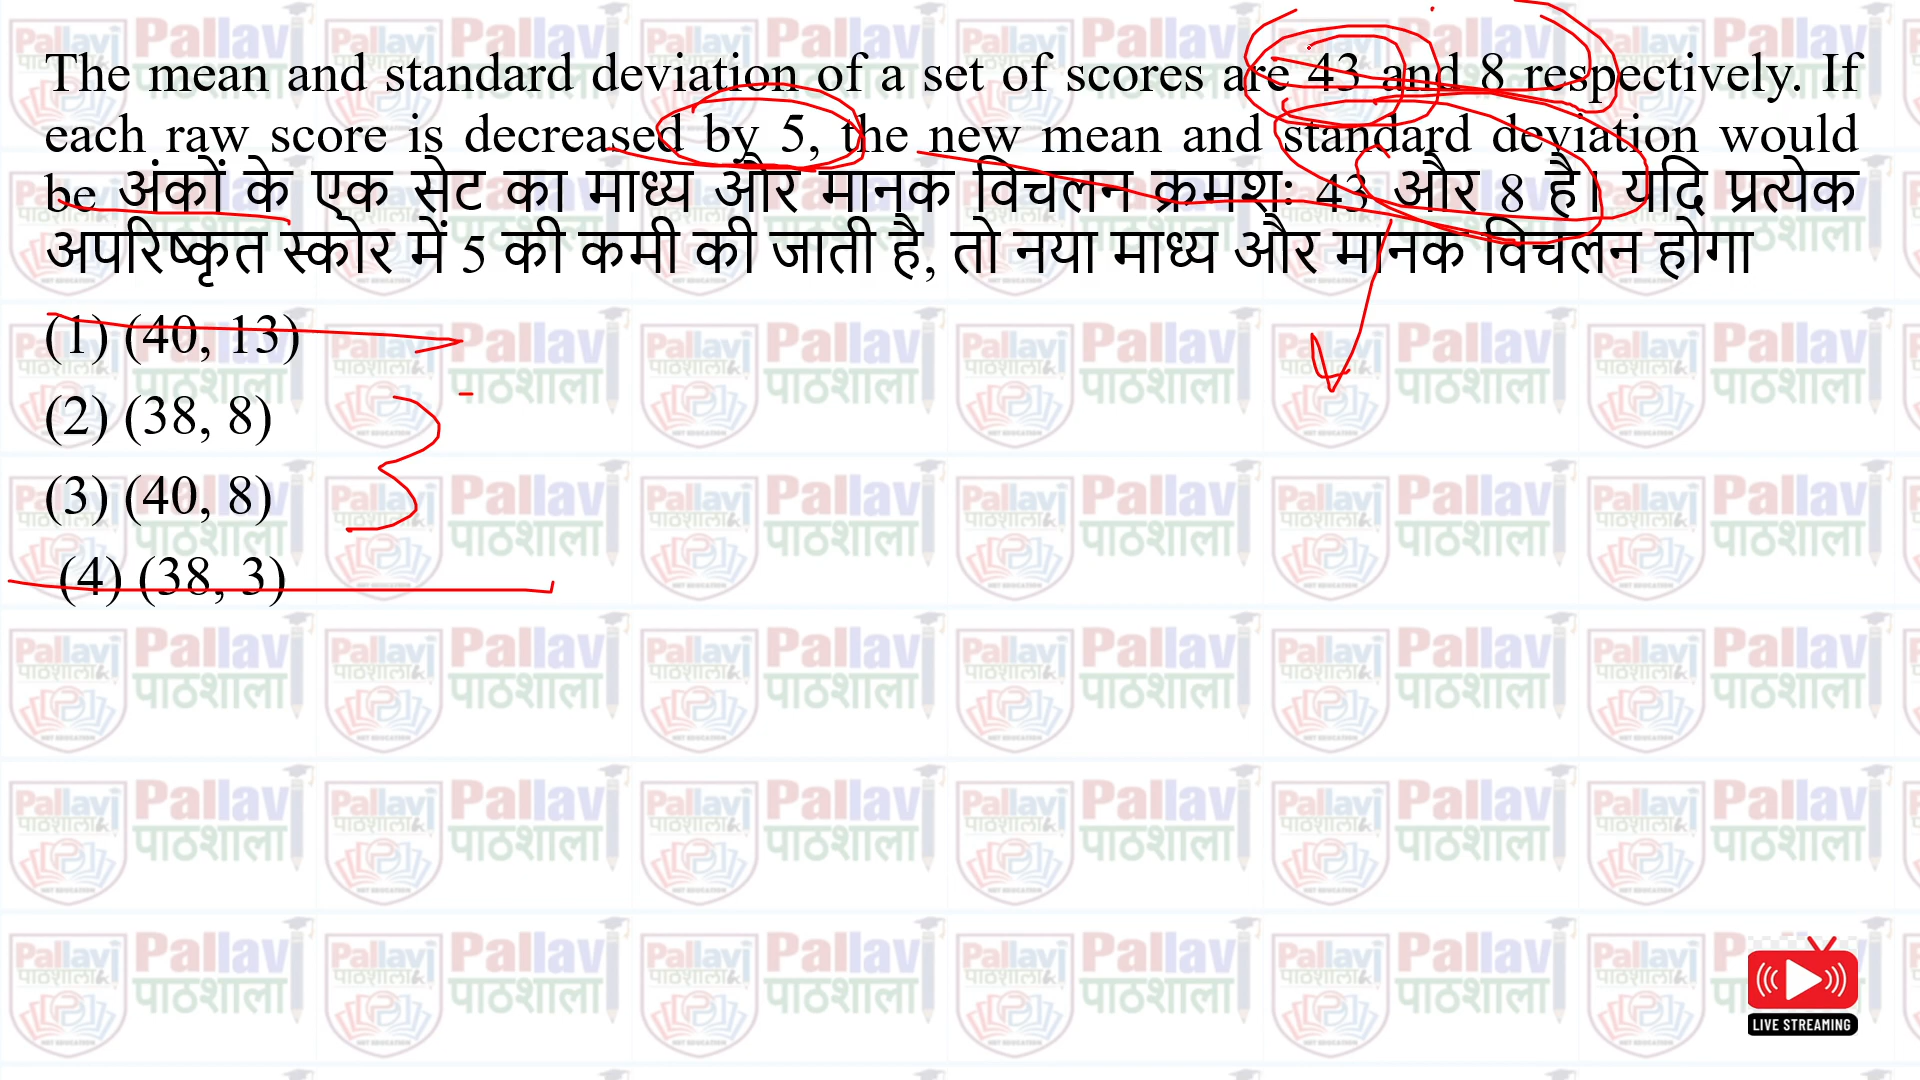 The mean and standard deviation of a set of scores are 43 and 8 respectively. If
each raw score is decreased by 5, the new mean and standard deviation would
be अंकों के एक सेट का माध्य और मानक विचलन क्रमश: 43 और 8 है। यदि प्रत्येक
अपरिष्कृत स्कोर में 5 की कमी की जाती है, तो नया माध्य और मानक विचलन होगा
(1) (40, 13)
(2) (38, 8)
(3) (40, 8)
(4) (38, 3)
Pallavi पाठशाला
LIVE STREAMING